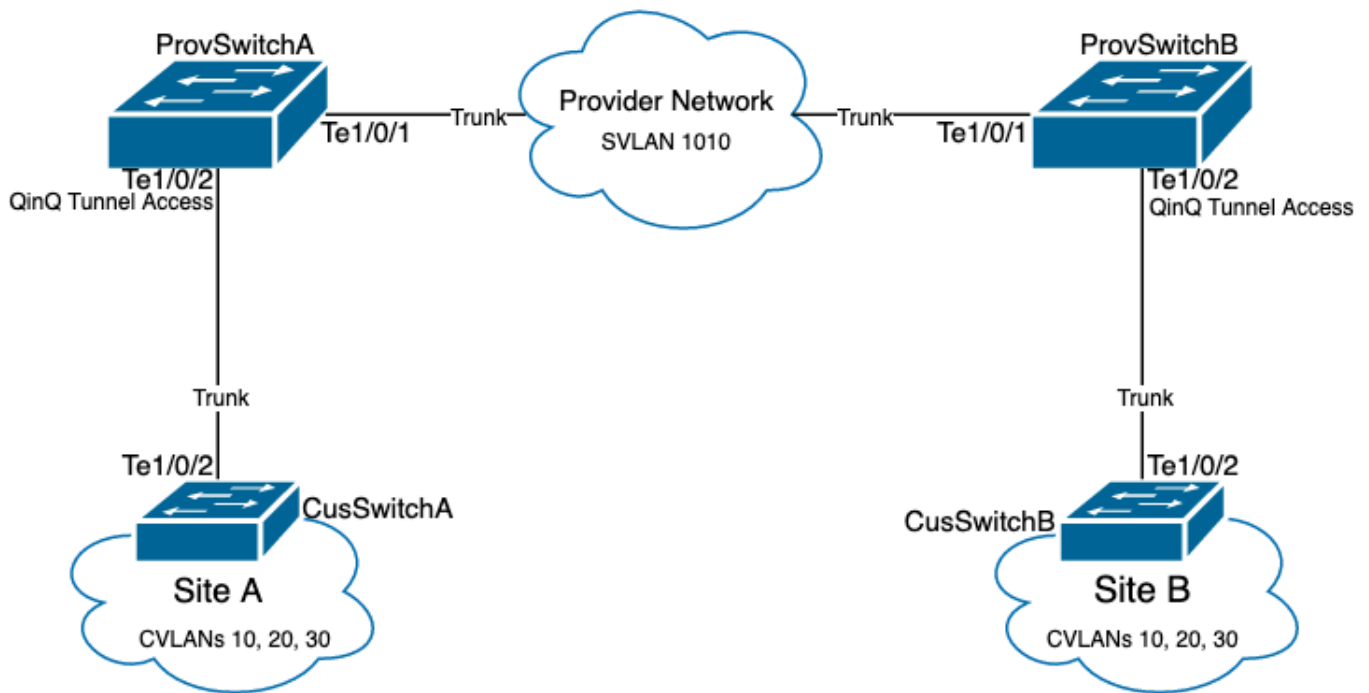 ProvSwitchA
ProvSwitchB
Provider Network
SVLAN 1010
Trunk
Trunk
Te1/0/1
Te1/0/1
Te1/0/2
QinQ Tunnel Access
Te1/0/2
QinQ Tunnel Access
Trunk
Trunk
Te1/0/2
Te1/0/2
CusSwitchA
CusSwitchB
Site A
CVLANs 10, 20, 30
Site B
CVLANs 10, 20, 30